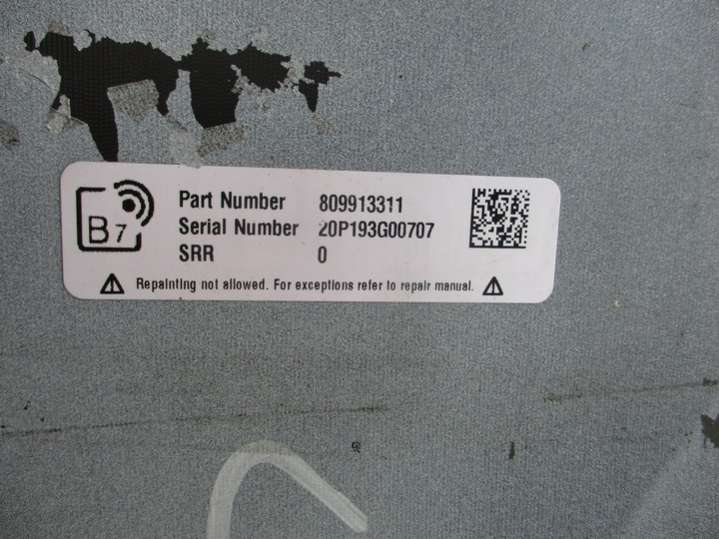 B7
Part Number 809913311
Serial Number 20P193G00707
SRR 0
Repainting not allowed. For exceptions refer to repair manual.